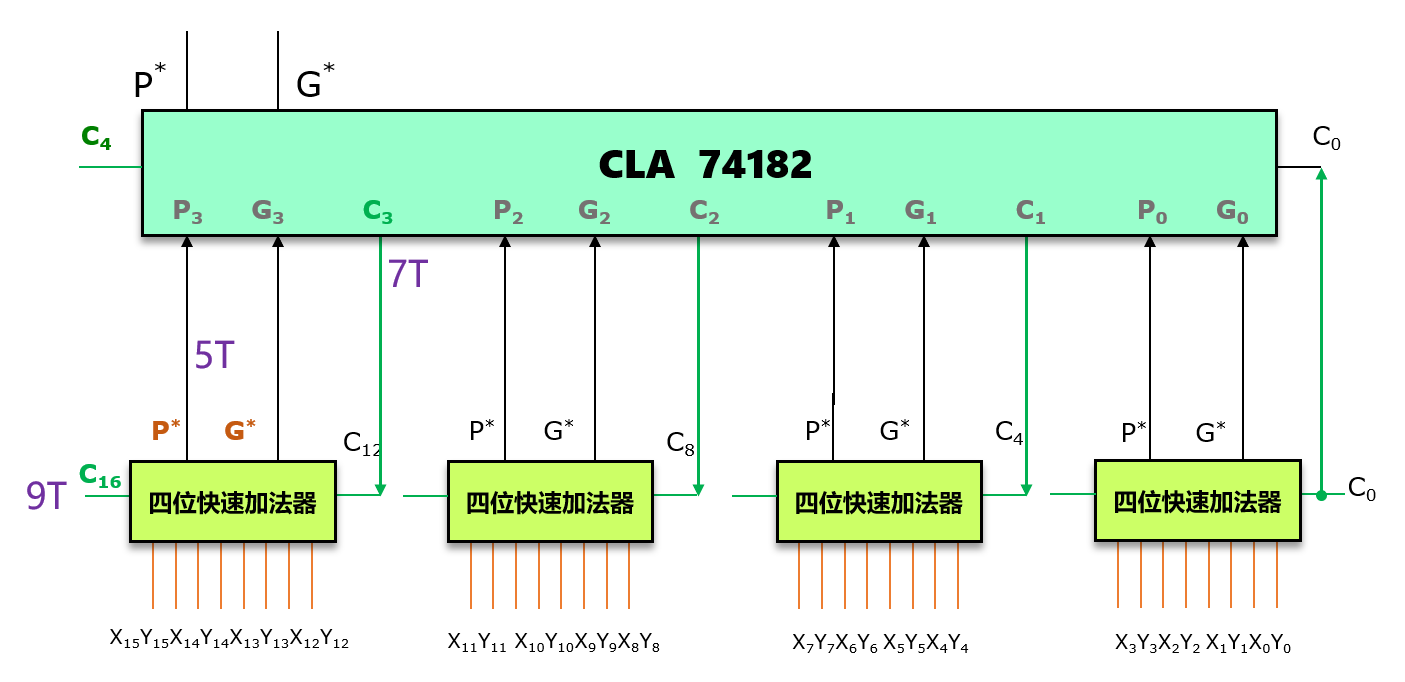 P* G*
C₄ CLA 74182 C₀
P₃ G₃ C₃ P₂ G₂ C₂ P₁ G₁ C₁ P₀ G₀
7T
5T
P* G* C₁₂ P* G* C₈ P* G* C₄ P* G*
9T C₁₆ 四位快速加法器 四位快速加法器 四位快速加法器 四位快速加法器 C₀
X₁₅Y₁₅X₁₄Y₁₄X₁₃Y₁₃X₁₂Y₁₂ X₁₁Y₁₁ X₁₀Y₁₀X₉Y₉X₈Y₈ X₇Y₇X₆Y₆ X₅Y₅X₄Y₄ X₃Y₃X₂Y₂ X₁Y₁X₀Y₀